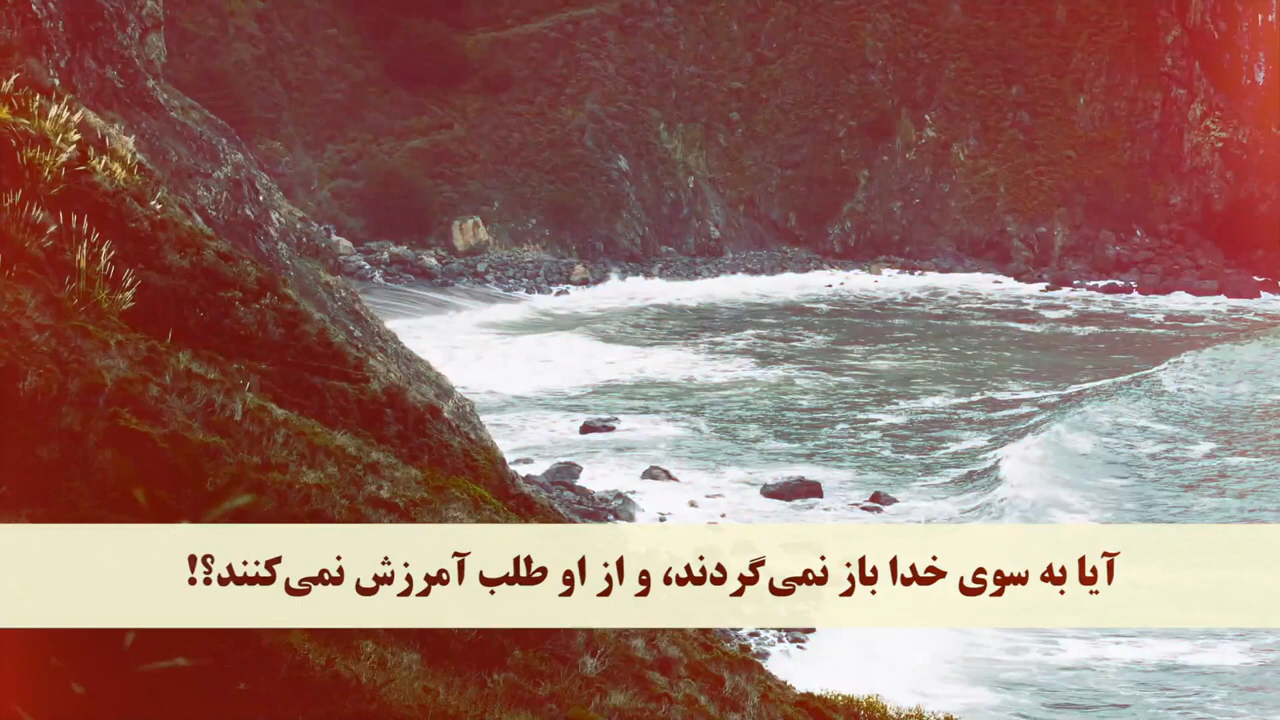 آیا به سوی خدا باز نمی‌گردند، و از او طلب آمرزش نمی‌کنند؟!